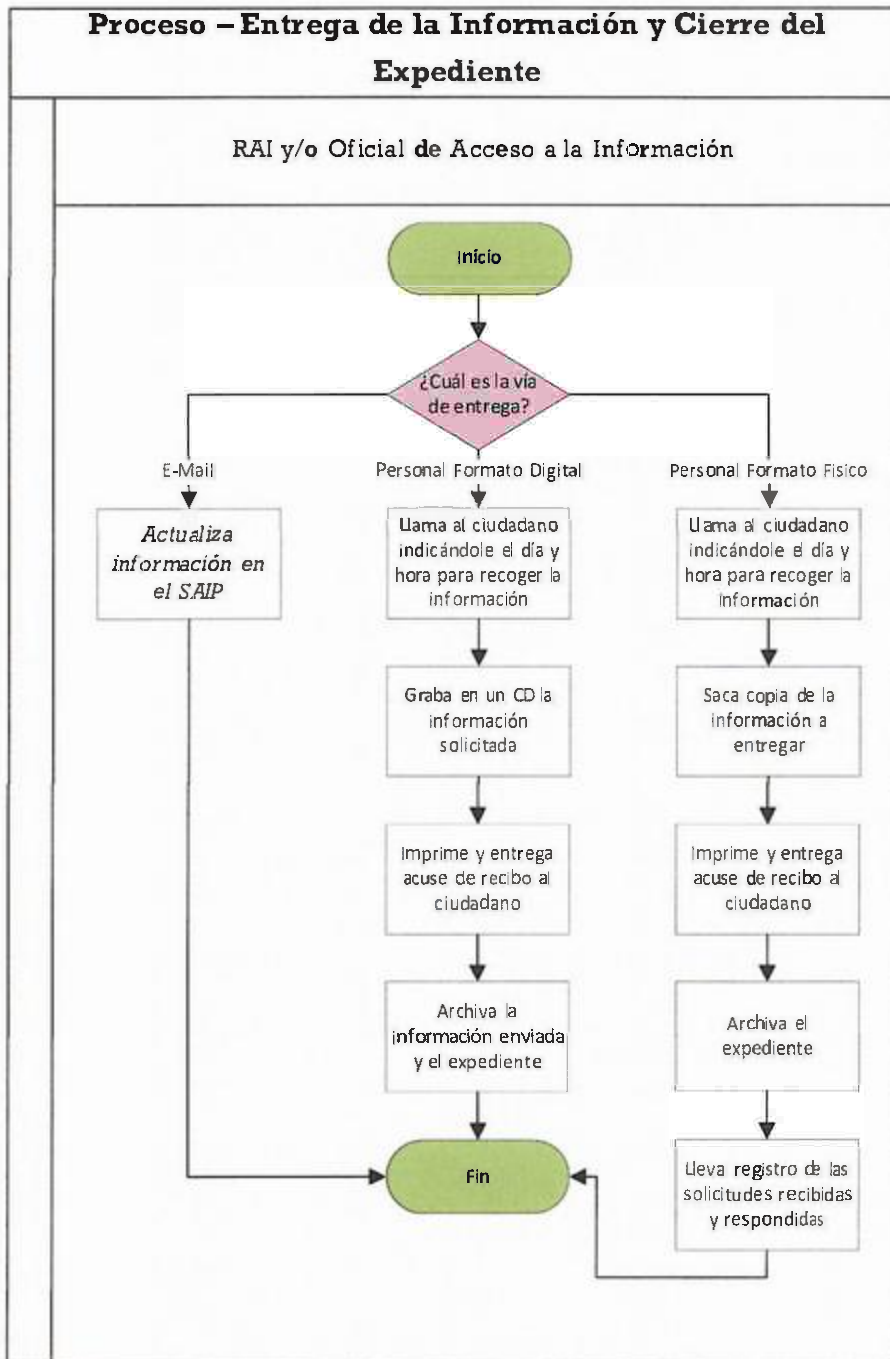 Proceso – Entrega de la Información y Cierre del
Expediente
RAI y/o Oficial de Acceso a la Información
Início
¿Cuál es la vía
de entrega?
E-Mail
Personal Formato Digital
Personal Formato Fisico
Actualiza
información en
el SAIP
Llama al ciudadano
indicándole el día y
hora para recoger la
información
Graba en un CD la
información
solicitada
Imprime y entrega
acuse de recibo al
ciudadano
Archiva la
información enviada
y el expediente
Llama al ciudadano
indicándole el día y
hora para recoger la
información
Saca copia de la
información a
entregar
Imprime y entrega
acuse de recibo al
ciudadano
Archiva el
expediente
Lleva registro de las
solicitudes recibidas
y respondidas
Fin